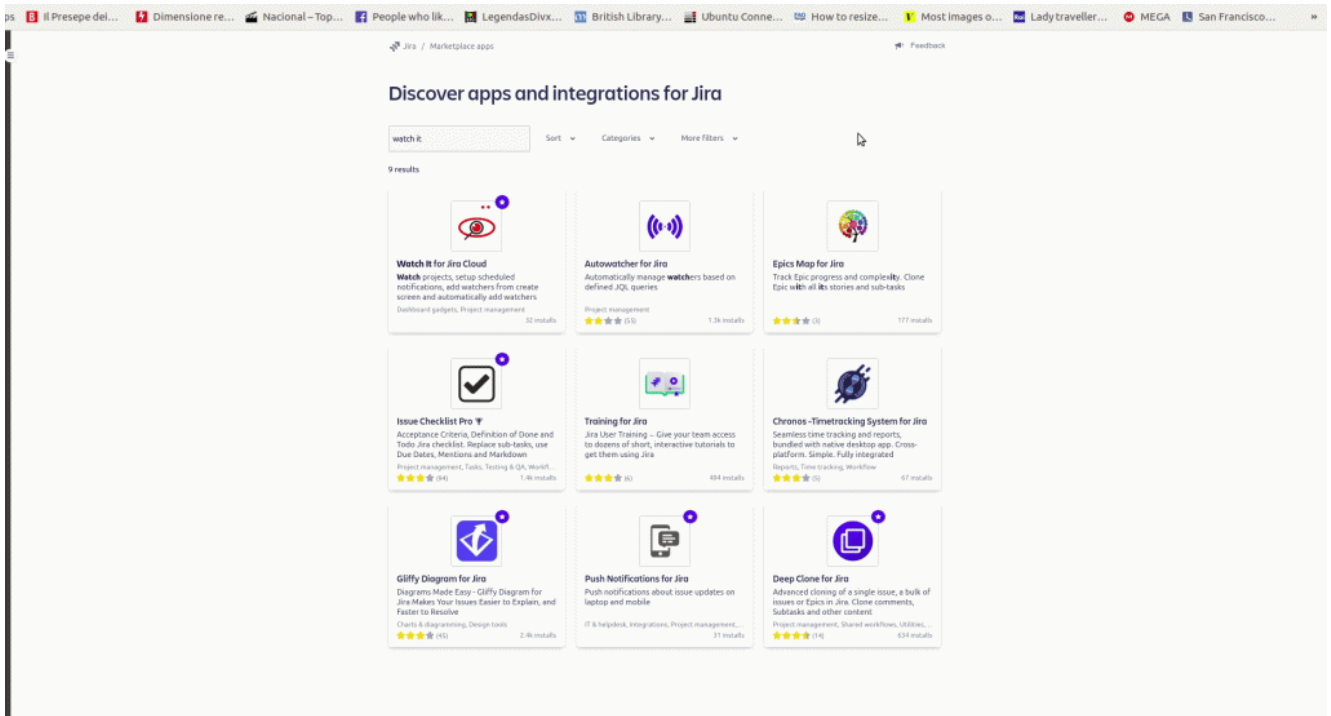 Il Presepe dei... Dimensione re... Nacional – Top... People who lik... LegendasDivx... British Library... Ubuntu Conne... How to resize... Most images o... Lady traveller... MEGA San Francisco... »
Jira / Marketplace apps Feedback
Discover apps and integrations for Jira
watch it Sort Categories More filters
9 results
Watch It for Jira Cloud
Watch projects, setup scheduled
notifications, add watchers from create
screen and automatically add watchers
Dashboard gadgets, Project management
32 installs
Autowatcher for Jira
Automatically manage watchers based on
defined JQL queries
Project management
(55) 1.3k installs
Epics Map for Jira
Track Epic progress and complexity. Clone
Epic with all its stories and sub-tasks
(3) 177 installs
Issue Checklist Pro
Acceptance Criteria, Definition of Done and
Todo Jira checklist. Replace sub-tasks, use
Due Dates, Mentions and Markdown
Project management, Tasks, Testing & QA, Workfl...
(94) 1.4k installs
Training for Jira
Jira User Training – Give your team access
to dozens of short, interactive tutorials to
get them using Jira
(6) 484 installs
Chronos - Timetracking System for Jira
Seamless time tracking and reports,
bundled with native desktop app. Cross-
platform. Simple. Fully integrated
Reports, Time tracking, Workflow
(5) 67 installs
Gliffy Diagram for Jira
Diagrams Made Easy - Gliffy Diagram for
Jira Makes Your Issues Easier to Explain, and
Faster to Resolve
Charts & diagramming, Design tools
(45) 2.4k installs
Push Notifications for Jira
Push notifications about issue updates on
laptop and mobile
IT & helpdesk, Integrations, Project management,...
31 installs
Deep Clone for Jira
Advanced cloning of a single issue, a bulk of
issues or Epics in Jira. Clone comments,
Subtasks and other content
Project management, Shared workflows, Utilities, ...
(14) 634 installs